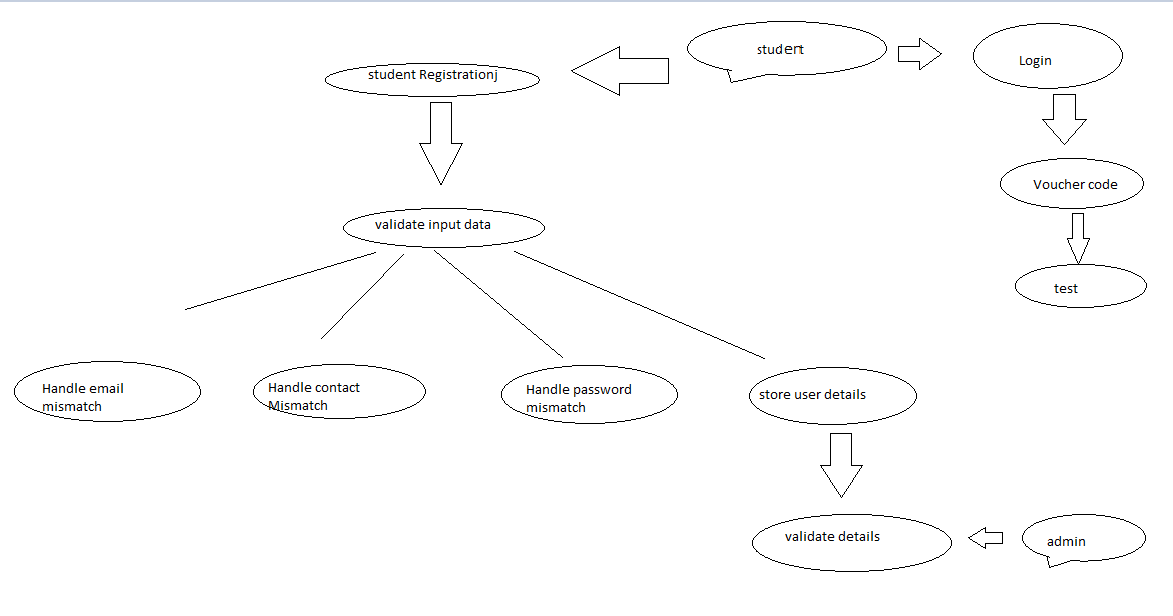 studert
Login
student Registrationj
Voucher code
validate input data
test
Handle email
mismatch
Handle contact
Mismatch
Handle password
mismatch
store user details
validate details
admin